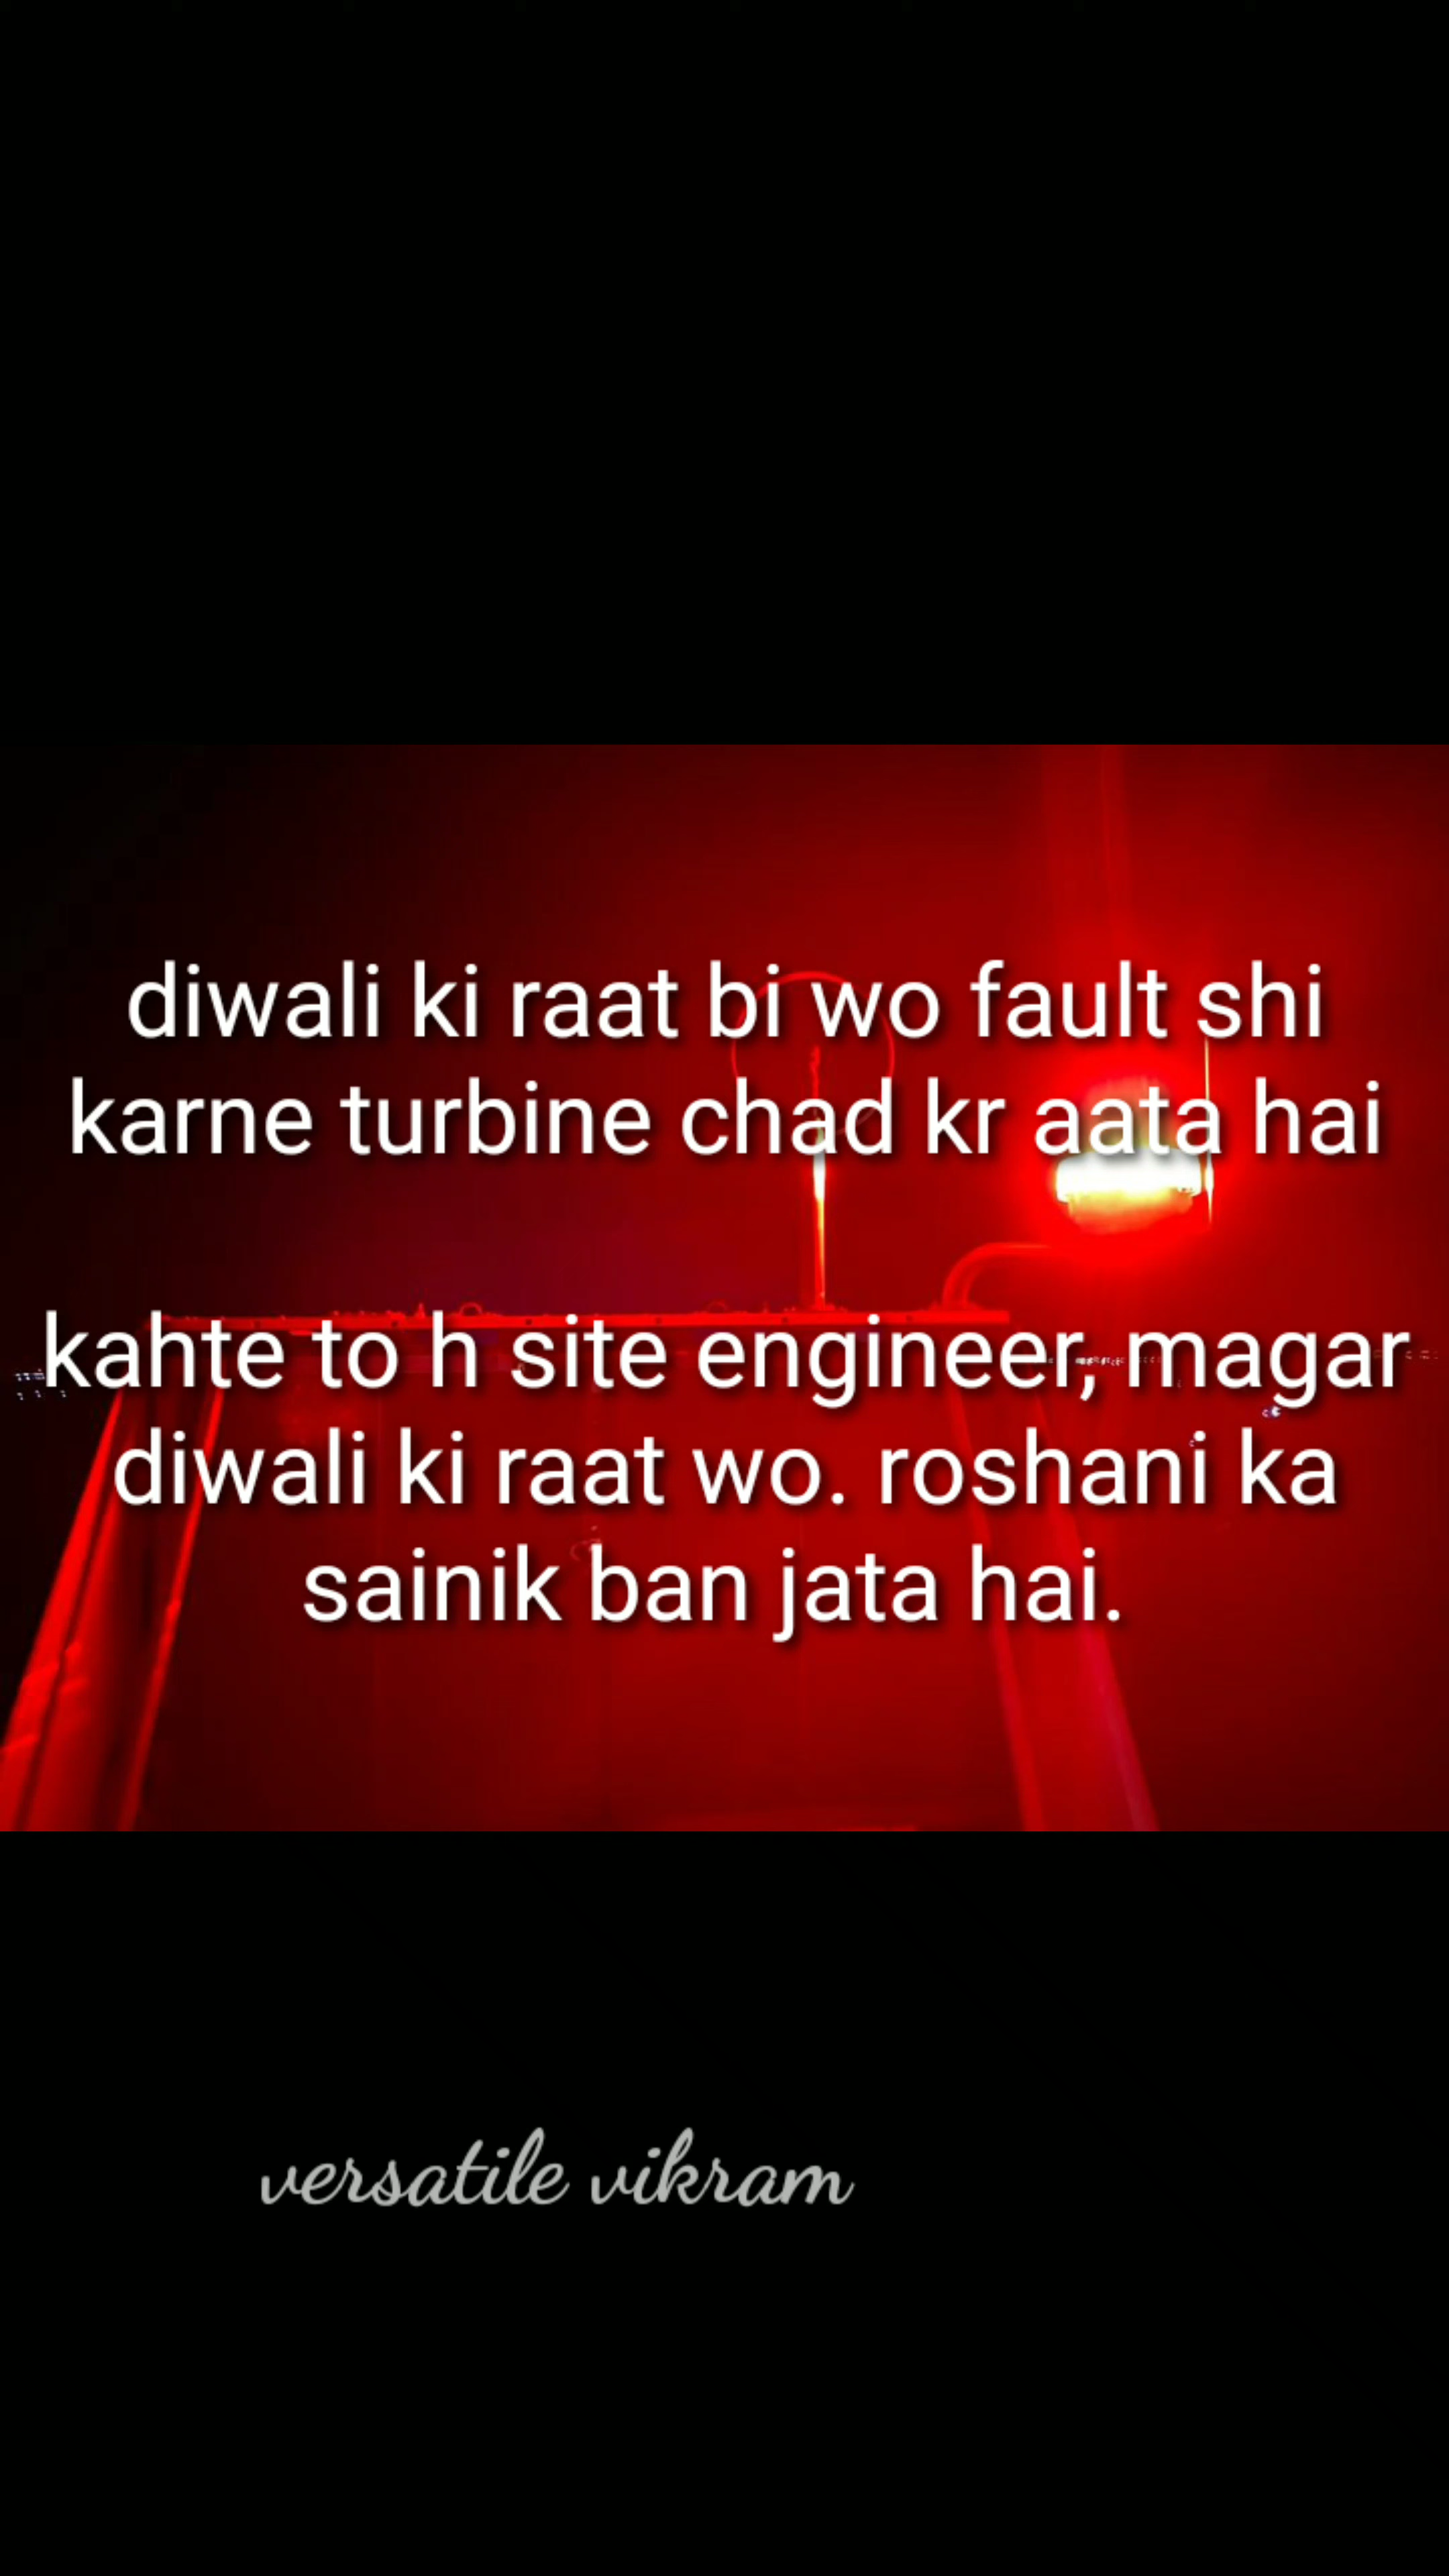 diwali ki raat bi wo fault shi
karne turbine chad kr aata hai
kahte to h site engineer, magar
diwali ki raat wo. roshani ka
sainik ban jata hai.
versatile vikram